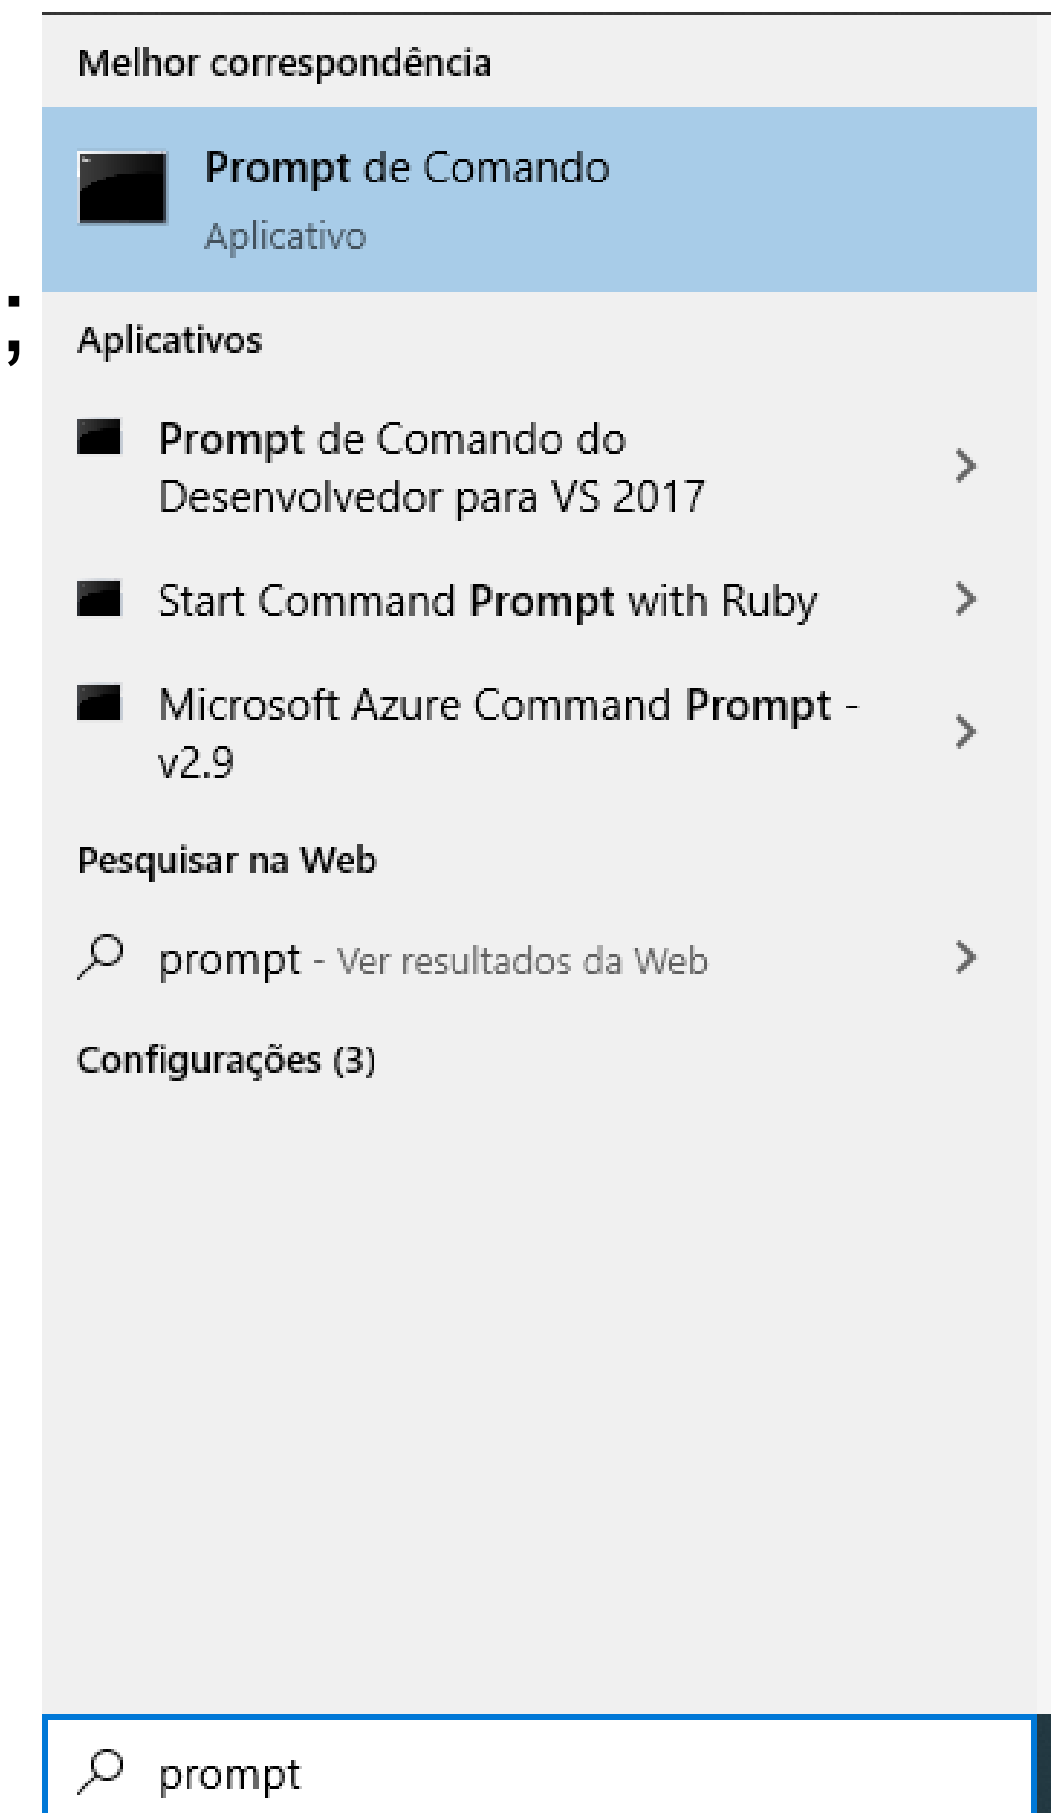 Melhor correspondência
Prompt de Comando
Aplicativo
;
Aplicativos
Prompt de Comando do
Desenvolvedor para VS 2017
Start Command Prompt with Ruby
Microsoft Azure Command Prompt -
v2.9
Pesquisar na Web
prompt - Ver resultados da Web
Configurações (3)
prompt